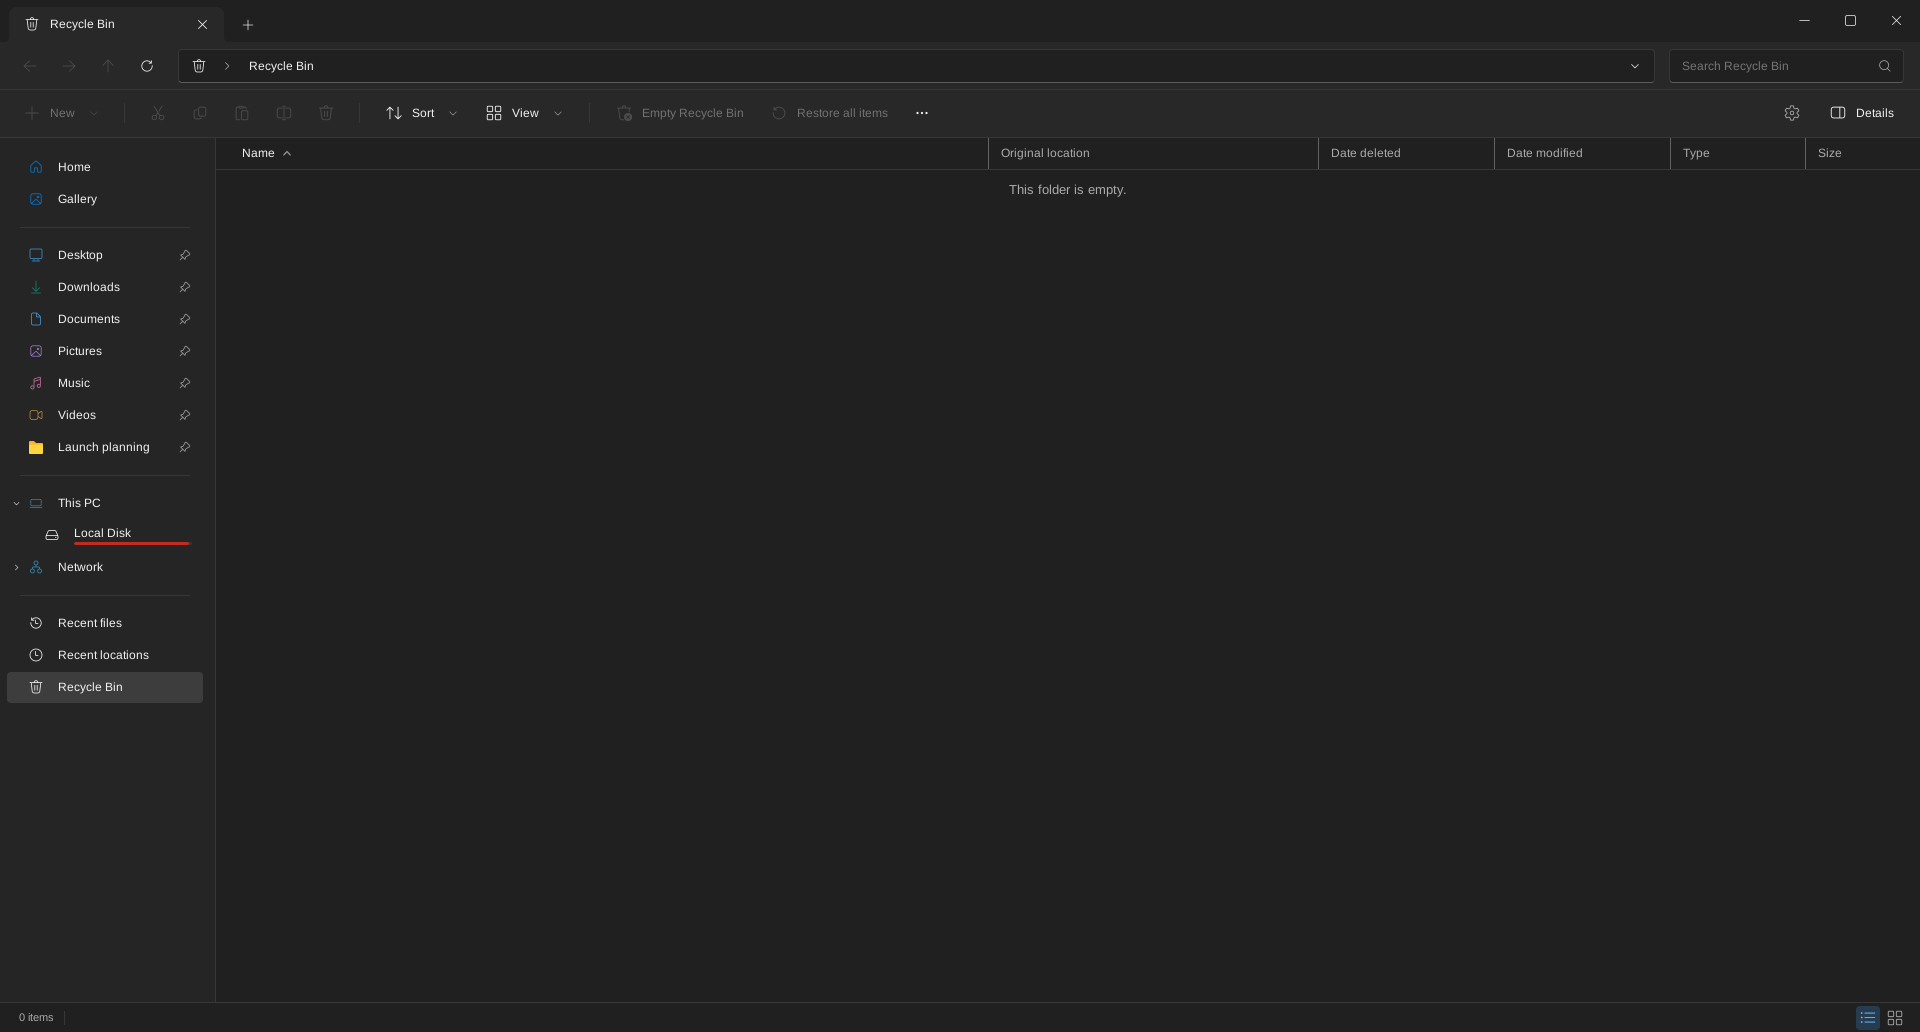 Recycle Bin
Recycle Bin
Search Recycle Bin
New
Sort
View
Empty Recycle Bin
Restore all items
Details
Name
Original location
Date deleted
Date modified
Type
Size
This folder is empty.
Home
Gallery
Desktop
Downloads
Documents
Pictures
Music
Videos
Launch planning
This PC
Local Disk
Network
Recent files
Recent locations
Recycle Bin
0 items